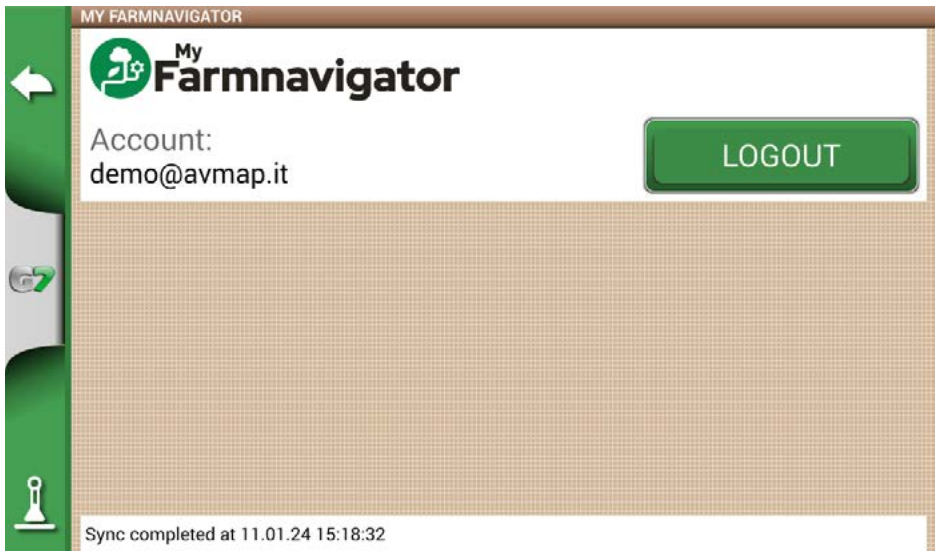 MY FARMNAVIGATOR
My
Farmnavigator
Account:
demo@avmap.it
LOGOUT
G7
Sync completed at 11.01.24 15:18:32